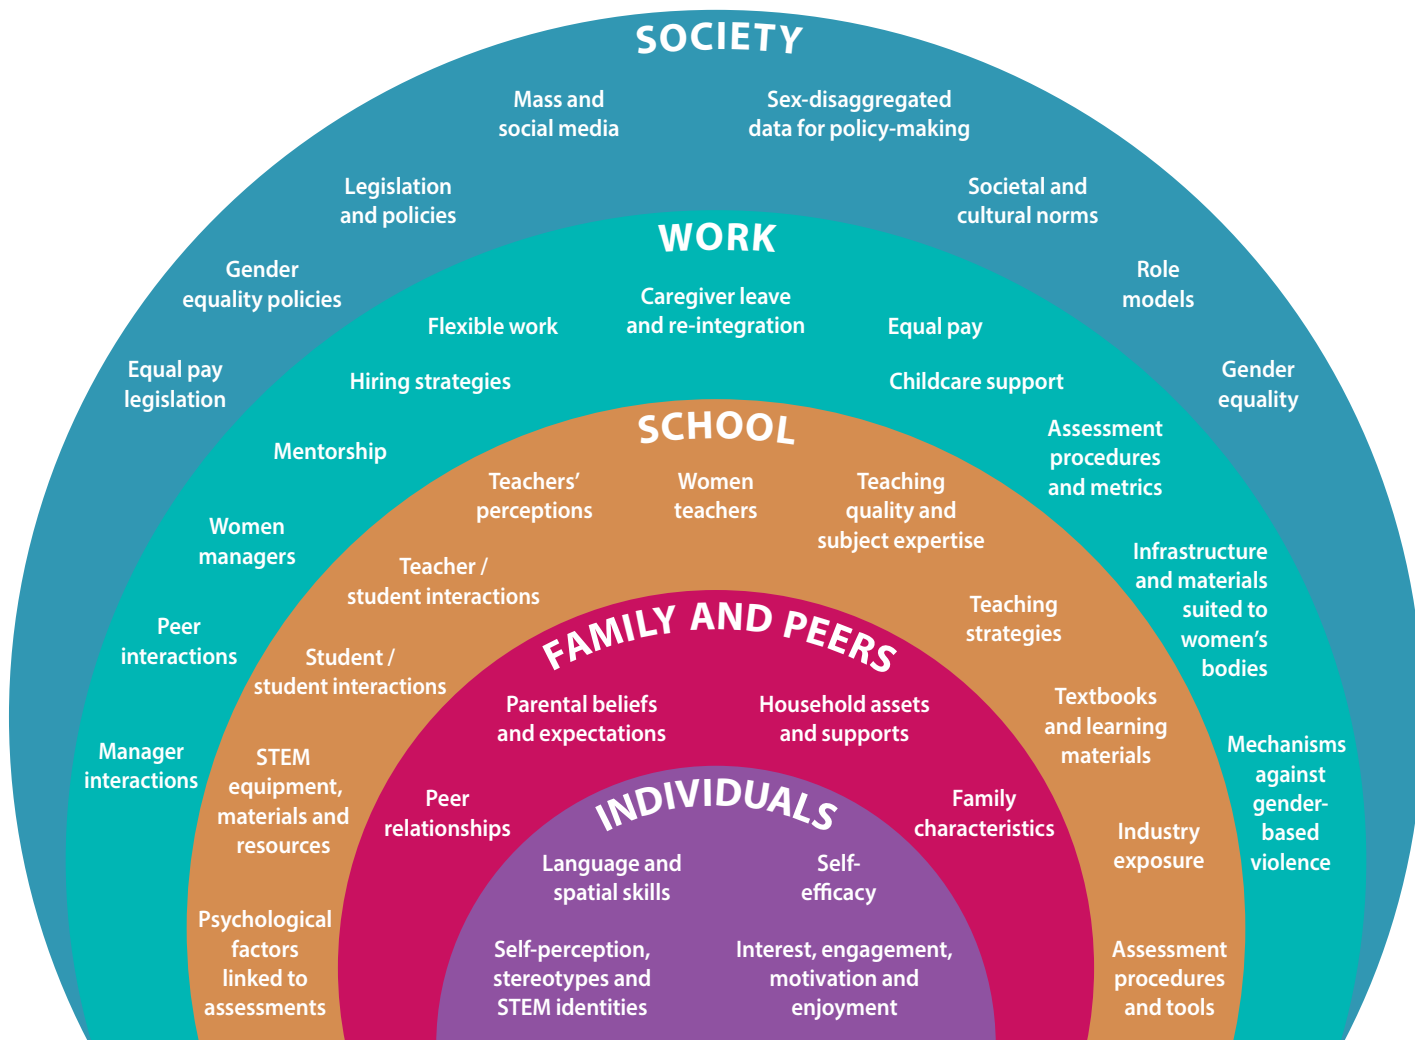 SOCIETY
Mass and
social media
Sex-disaggregated
data for policy-making
Legislation
and policies
Societal and
cultural norms
Gender
equality policies
Role
models
Equal pay
legislation
Gender
equality
WORK
Caregiver leave
and re-integration
Flexible work
Equal pay
Hiring strategies
Childcare support
Mentorship
Assessment
procedures
and metrics
Women
managers
Infrastructure
and materials
suited to
women's
bodies
Peer
interactions
Manager
interactions
Mechanisms
against
gender-
based
violence
SCHOOL
Teachers'
perceptions
Women
teachers
Teaching
quality and
subject expertise
Teacher /
student interactions
Teaching
strategies
Student /
student interactions
Textbooks
and learning
materials
STEM
equipment,
materials and
resources
Industry
exposure
Psychological
factors
linked to
assessments
Assessment
procedures
and tools
FAMILY AND PEERS
Parental beliefs
and expectations
Household assets
and supports
Peer
relationships
Family
characteristics
INDIVIDUALS
Language and
spatial skills
Self-
efficacy
Self-perception,
stereotypes and
STEM identities
Interest, engagement,
motivation and
enjoyment